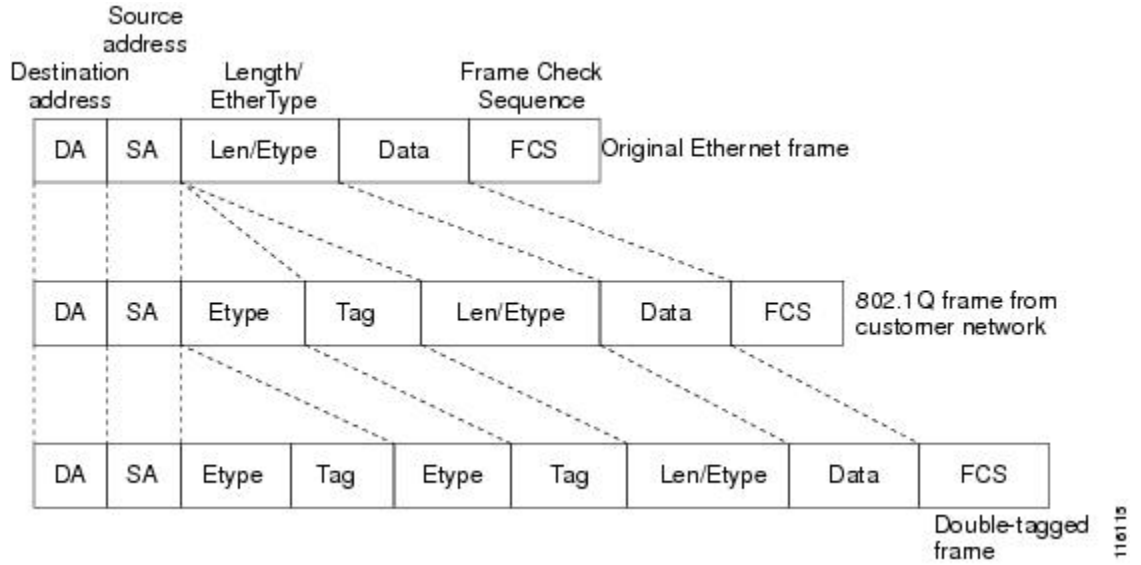 Source
address
Destination
address
Length/
EtherType
Frame Check
Sequence
DA SA Len/Etype Data FCS Original Ethernet frame
DA SA Etype Tag Len/Etype Data FCS
802.1Q frame from
customer network
DA SA Etype Tag Etype Tag Len/Etype Data FCS
Double-tagged
frame
116115